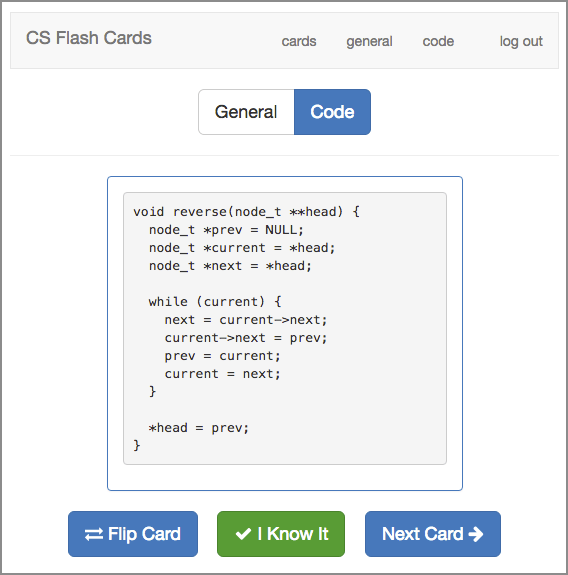 CS Flash Cards cards general code log out
General Code
void reverse(node_t **head) {
  node_t *prev = NULL;
  node_t *current = *head;
  node_t *next = *head;

  while (current) {
    next = current->next;
    current->next = prev;
    prev = current;
    current = next;
  }

  *head = prev;
}
Flip Card I Know It Next Card